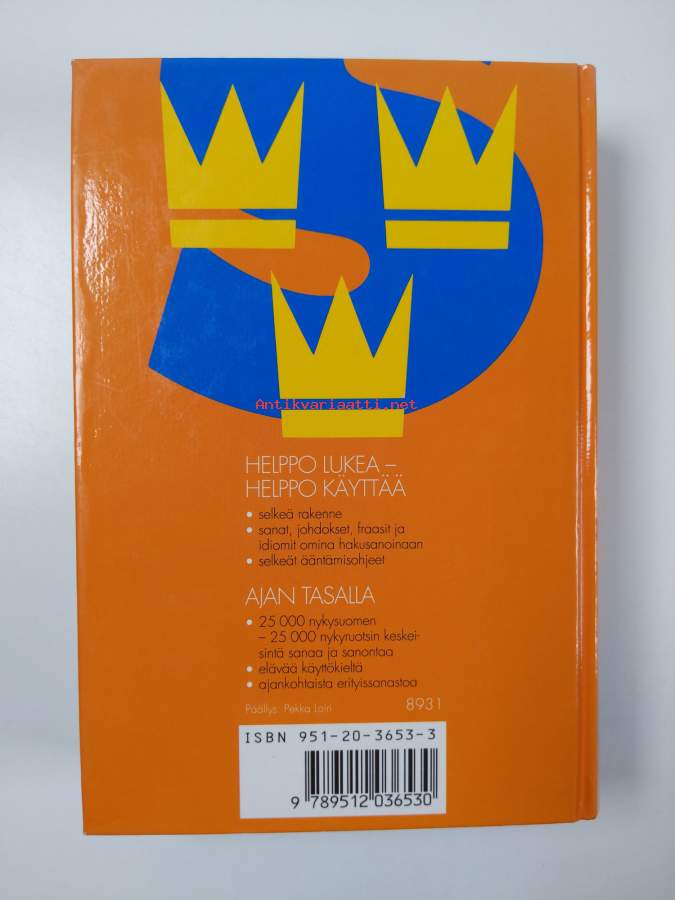 Antikvariaatti.net
HELPPO LUKEA –
HELPPO KÄYTTÄÄ
• selkeä rakenne
• sanat, johdokset, fraasit ja
idiomit omina hakusanoinaan
• selkeät ääntämisohjeet
AJAN TASALLA
• 25 000 nykysuomen
– 25 000 nykyruotsin keskei-
sintä sanaa ja sanontaa
• elävää käyttökieltä
• ajankohtaista erityissanastoa
Päällys: Pekka Loiri
8931
ISBN 951-20-3653-3
9 789512 036530